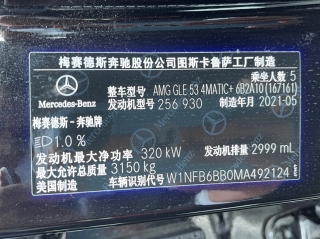 梅赛德斯奔驰股份公司图斯卡鲁萨工厂制造
乘坐人数 5
整车型号 AMG GLE 53 4MATIC+ 6B2A10 (167161)
发动机型号 256 930 制造年月 2021-05
Mercedes-Benz
梅赛德斯-奔驰牌
1.0 %
发动机最大净功率 320 kW 发动机排量 2999 mL
最大允许总质量 3150 kg
美国制造 车辆识别代号 W1NFB6BB0MA492124